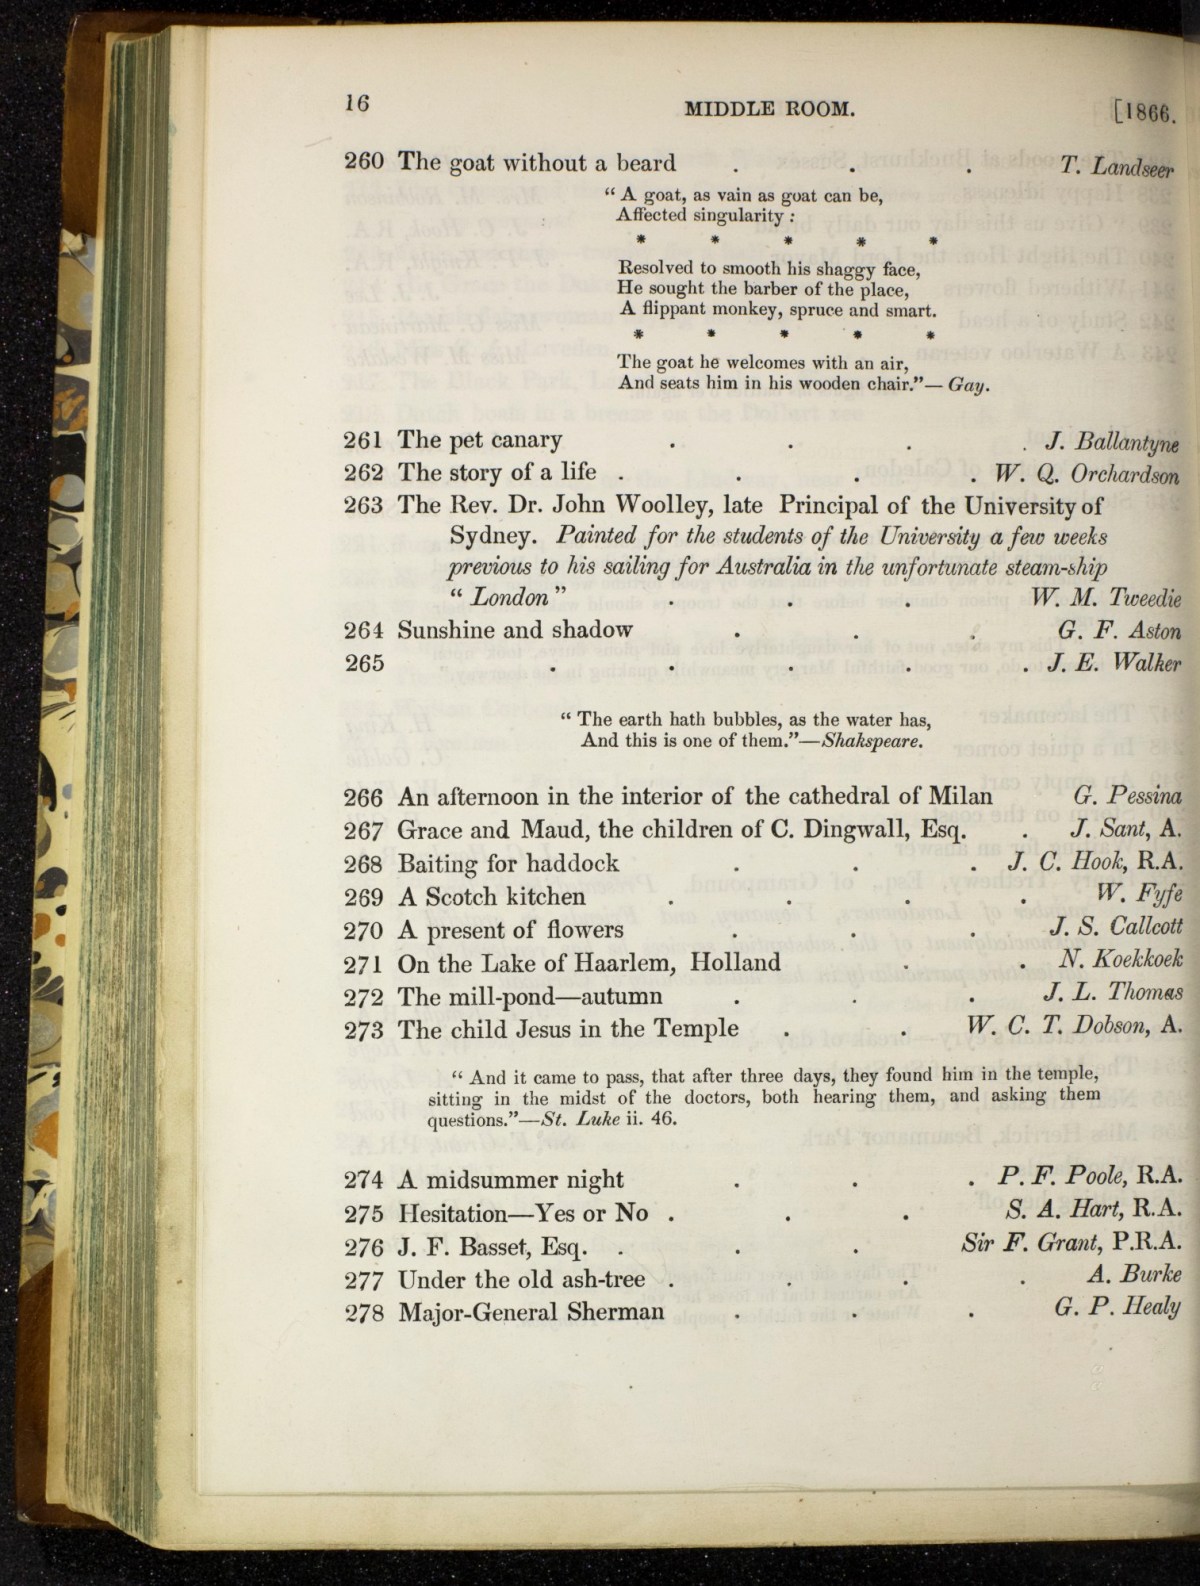 16 MIDDLE ROOM. [1866.
260 The goat without a beard . . . T. Landseer
“ A goat, as vain as goat can be,
Affected singularity :
* * * * *
Resolved to smooth his shaggy face,
He sought the barber of the place,
A flippant monkey, spruce and smart.
* * * * *
The goat he welcomes with an air,
And seats him in his wooden chair.”— Gay.
261 The pet canary . . . . J. Ballantyne
262 The story of a life . . . . W. Q. Orchardson
263 The Rev. Dr. John Woolley, late Principal of the University of
Sydney. Painted for the students of the University a few weeks
previous to his sailing for Australia in the unfortunate steam-ship
“ London ” . . . W. M. Tweedie
264 Sunshine and shadow . . . G. F. Aston
265 . . . . . J. E. Walker
“ The earth hath bubbles, as the water has,
And this is one of them.”—Shakspeare.
266 An afternoon in the interior of the cathedral of Milan G. Pessina
267 Grace and Maud, the children of C. Dingwall, Esq. . J. Sant, A.
268 Baiting for haddock . . . J. C. Hook, R.A.
269 A Scotch kitchen . . . . W. Fyfe
270 A present of flowers . . . J. S. Callcott
271 On the Lake of Haarlem, Holland . . N. Koekkoek
272 The mill-pond—autumn . . . J. L. Thomas
273 The child Jesus in the Temple . . W. C. T. Dobson, A.
“ And it came to pass, that after three days, they found him in the temple,
sitting in the midst of the doctors, both hearing them, and asking them
questions.”—St. Luke ii. 46.
274 A midsummer night . . . P. F. Poole, R.A.
275 Hesitation—Yes or No . . . S. A. Hart, R.A.
276 J. F. Basset, Esq. . . . Sir F. Grant, P.R.A.
277 Under the old ash-tree . . . . A. Burke
278 Major-General Sherman . . . G. P. Healy